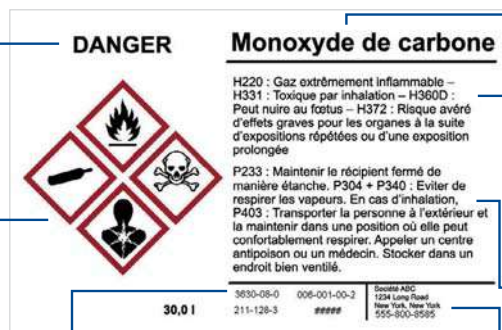 DANGER
Monoxyde de carbone
H220 : Gaz extrêmement inflammable –
H331 : Toxique par inhalation – H360D :
Peut nuire au fœtus – H372 : Risque avéré
d'effets graves pour les organes à la suite
d'expositions répétées ou d'une exposition
prolongée
P233 : Maintenir le récipient fermé de
manière étanche. P304 + P340 : Eviter de
respirer les vapeurs. En cas d'inhalation,
P403 : Transporter la personne à l'extérieur et
la maintenir dans une position où elle peut
confortablement respirer. Appeler un centre
antipoison ou un médecin. Stocker dans un
endroit bien ventilé.
30,0 l
3630-08-0 006-001-00-2
211-128-3 #####
Société ABC
1234 Long Road
New York, New York
555-800-8585